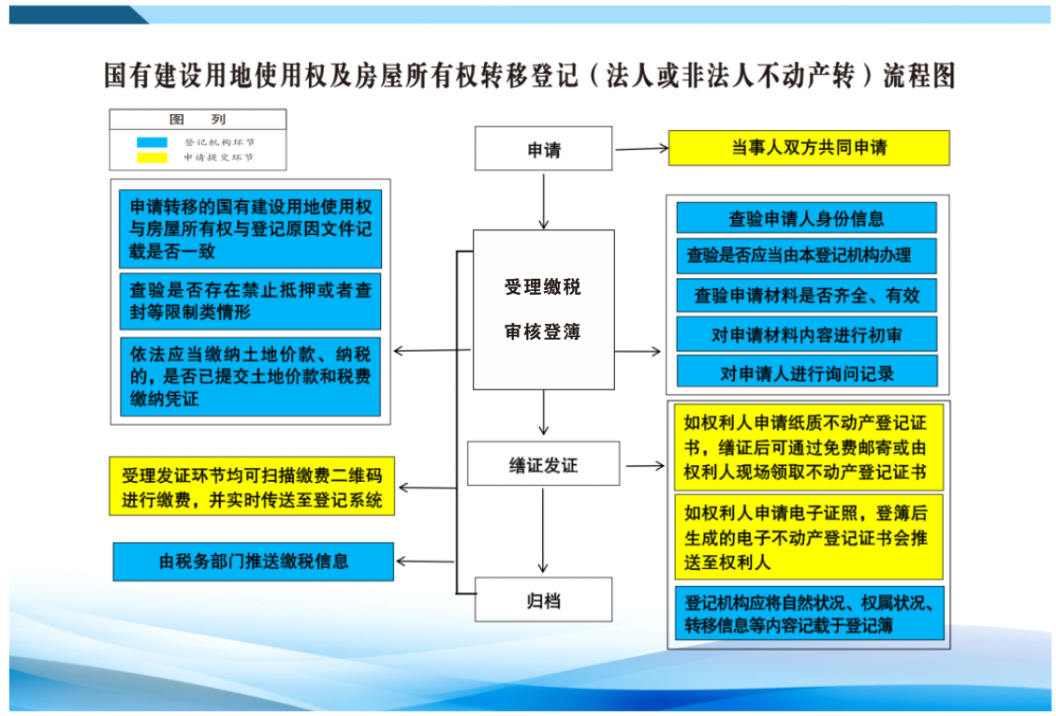 国有建设用地使用权及房屋所有权转移登记（法人或非法人不动产转）流程图
图 列
登记机构环节
申请提交环节
申请
当事人双方共同申请
申请转移的国有建设用地使用权
与房屋所有权与登记原因文件记
载是否一致
查验是否存在禁止抵押或者查
封等限制类情形
依法应当缴纳土地价款、纳税
的，是否已提交土地价款和税费
缴纳凭证
受理缴税
审核登簿
查验申请人身份信息
查验是否应当由本登记机构办理
查验申请材料是否齐全、有效
对申请材料内容进行初审
对申请人进行询问记录
受理发证环节均可扫描缴费二维码
进行缴费，并实时传送至登记系统
由税务部门推送缴税信息
缮证发证
如权利人申请纸质不动产登记证
书，缮证后可通过免费邮寄或由
权利人现场领取不动产登记证书
如权利人申请电子证照，登簿后
生成的电子不动产登记证书会推
送至权利人
登记机构应将自然状况、权属状况、
转移信息等内容记载于登记簿
归档